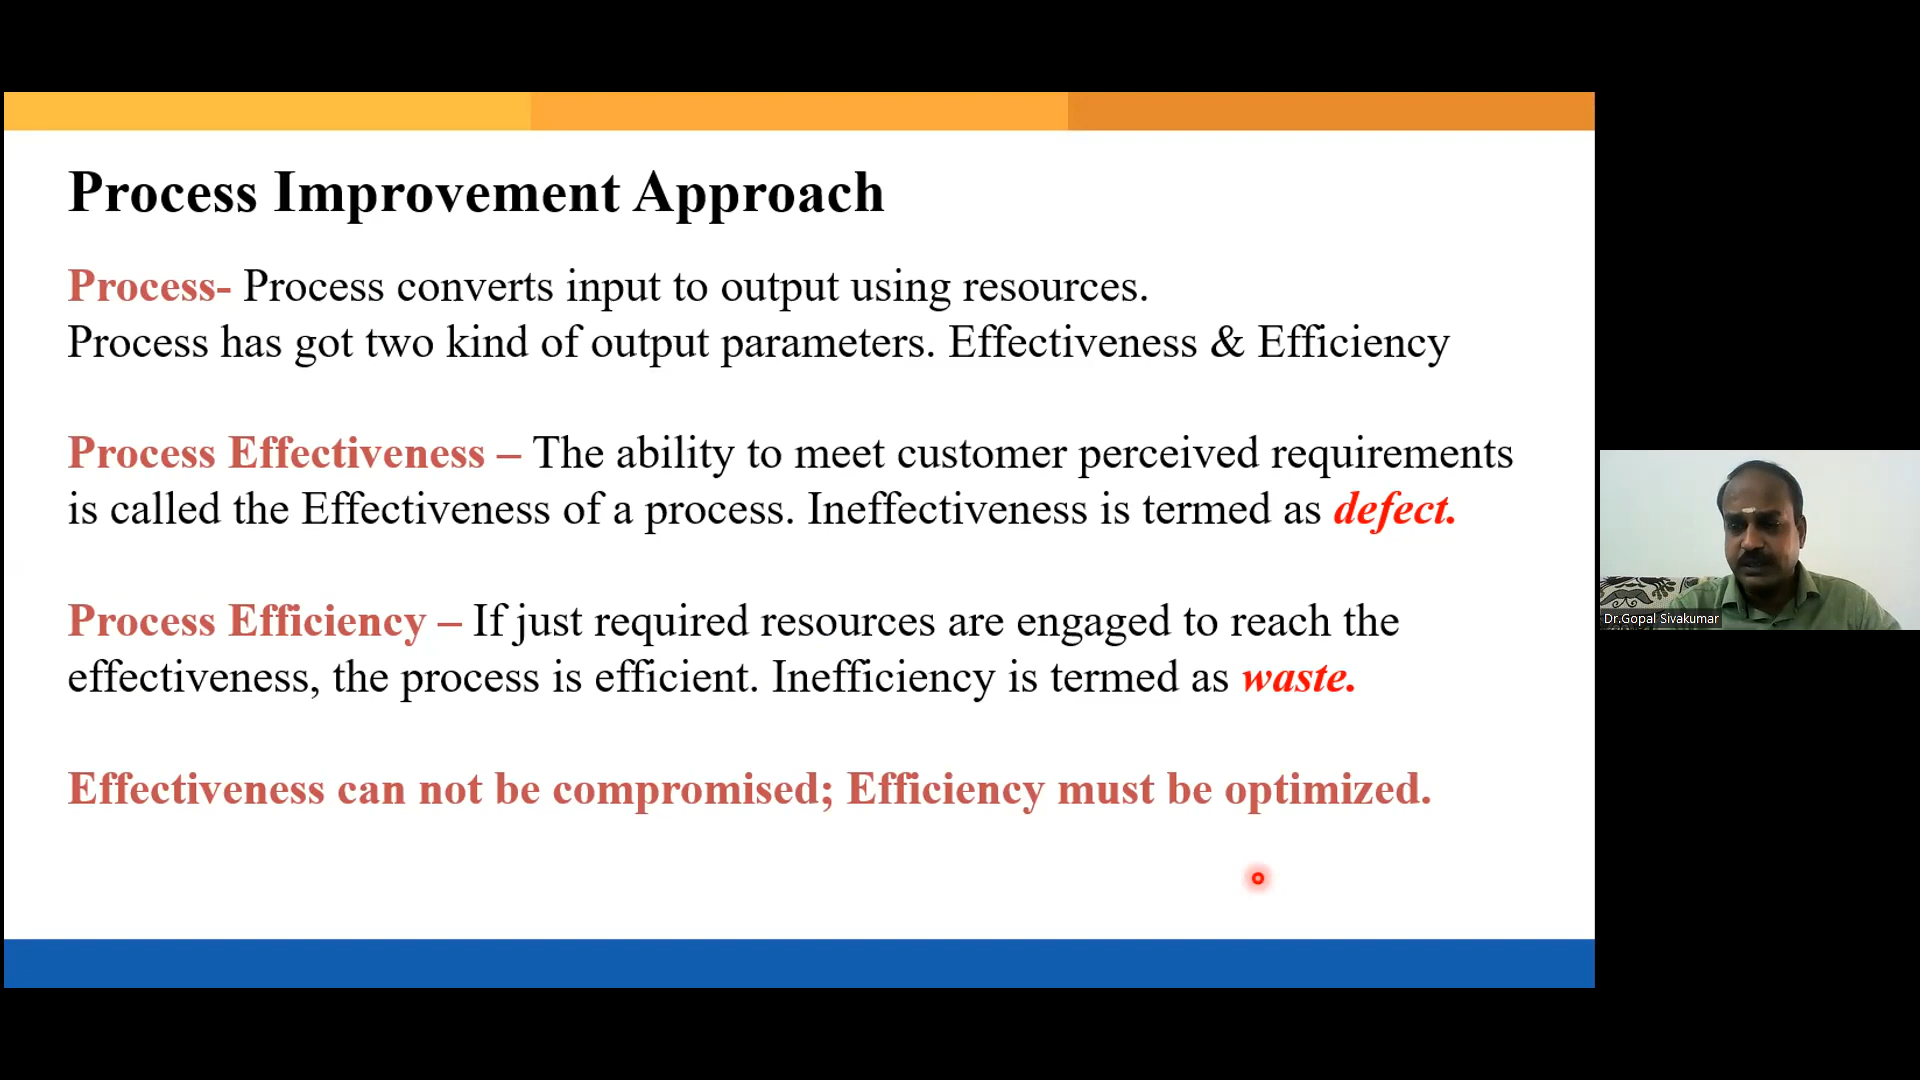 Process Improvement Approach
Process- Process converts input to output using resources.
Process has got two kind of output parameters. Effectiveness & Efficiency
Process Effectiveness – The ability to meet customer perceived requirements
is called the Effectiveness of a process. Ineffectiveness is termed as defect.
Process Efficiency – If just required resources are engaged to reach the
effectiveness, the process is efficient. Inefficiency is termed as waste.
Effectiveness can not be compromised; Efficiency must be optimized.
Dr.Gopal Sivakumar